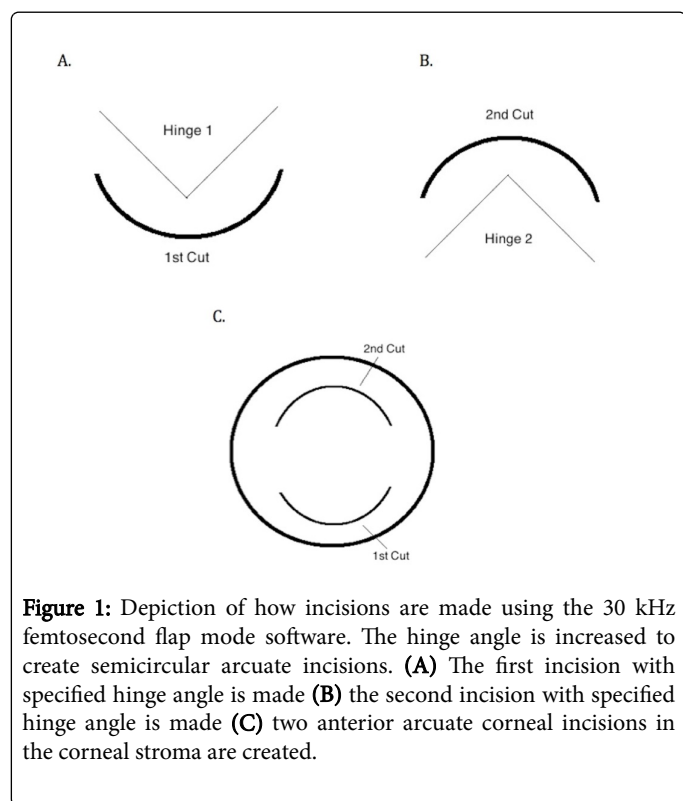 A.
B.
Hinge 1
1st Cut
2nd Cut
Hinge 2
C.
2nd Cut
1st Cut
Figure 1: Depiction of how incisions are made using the 30 kHz
femtosecond flap mode software. The hinge angle is increased to
create semicircular arcuate incisions. (A) The first incision with
specified hinge angle is made (B) the second incision with specified
hinge angle is made (C) two anterior arcuate corneal incisions in
the corneal stroma are created.